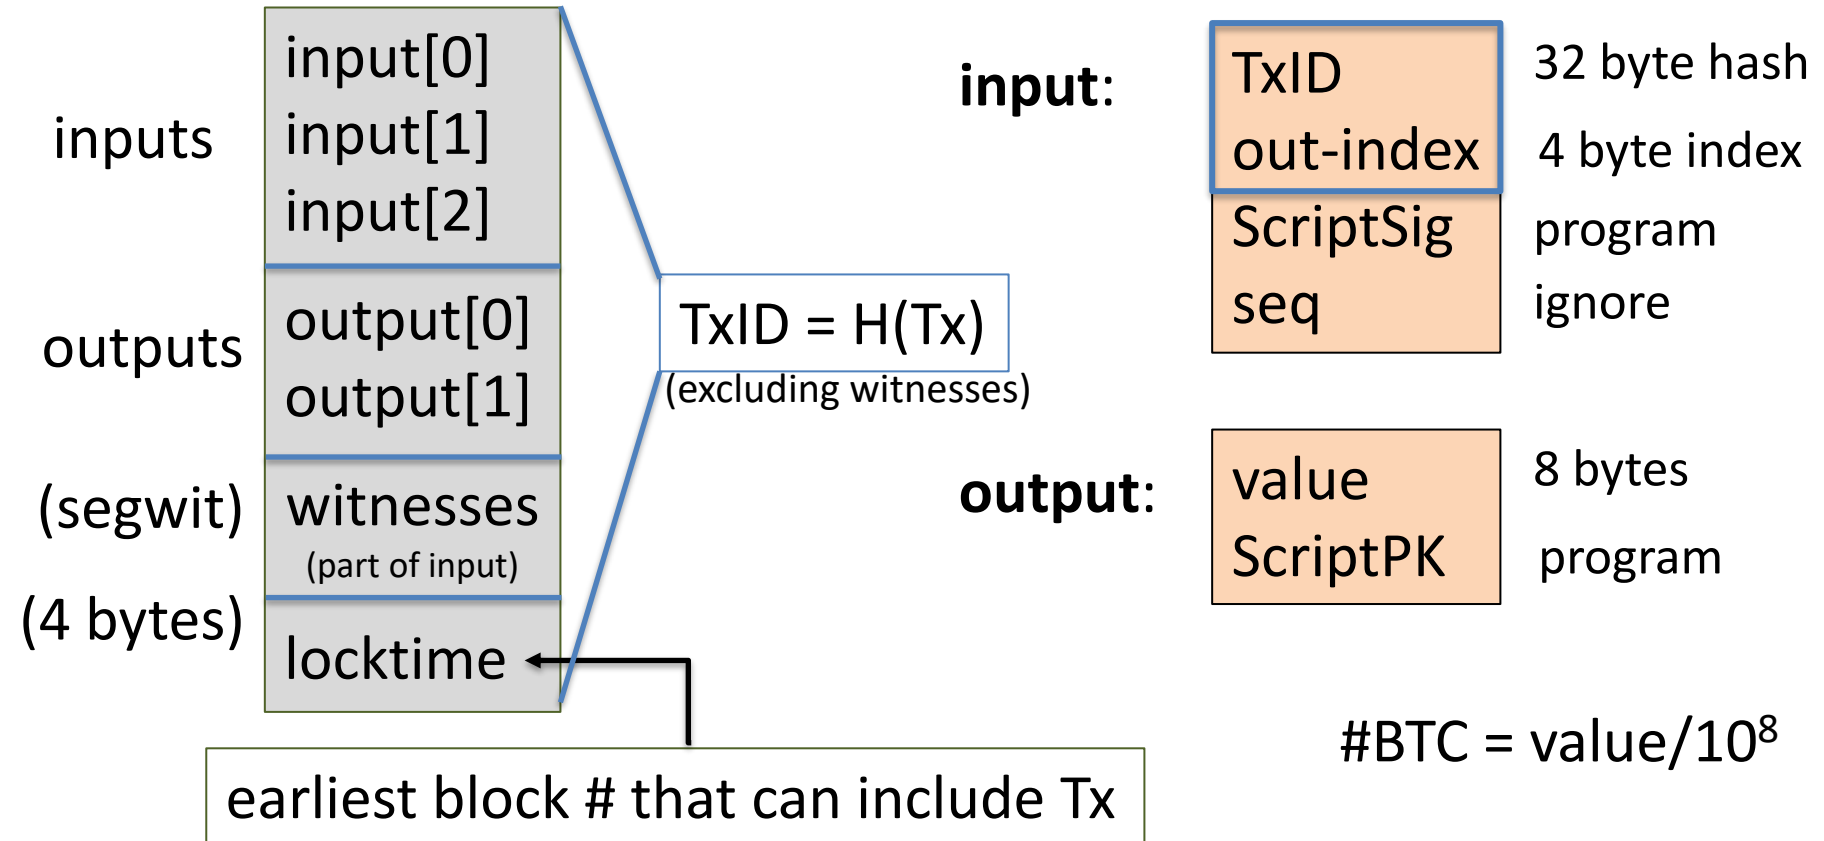 inputs
input[0]
input[1]
input[2]
outputs
output[0]
output[1]
(segwit)
witnesses
(part of input)
(4 bytes)
locktime
TxID = H(Tx)
(excluding witnesses)
earliest block # that can include Tx
input:
TxID 32 byte hash
out-index 4 byte index
ScriptSig program
seq ignore
output:
value 8 bytes
ScriptPK program
#BTC = value/10⁸